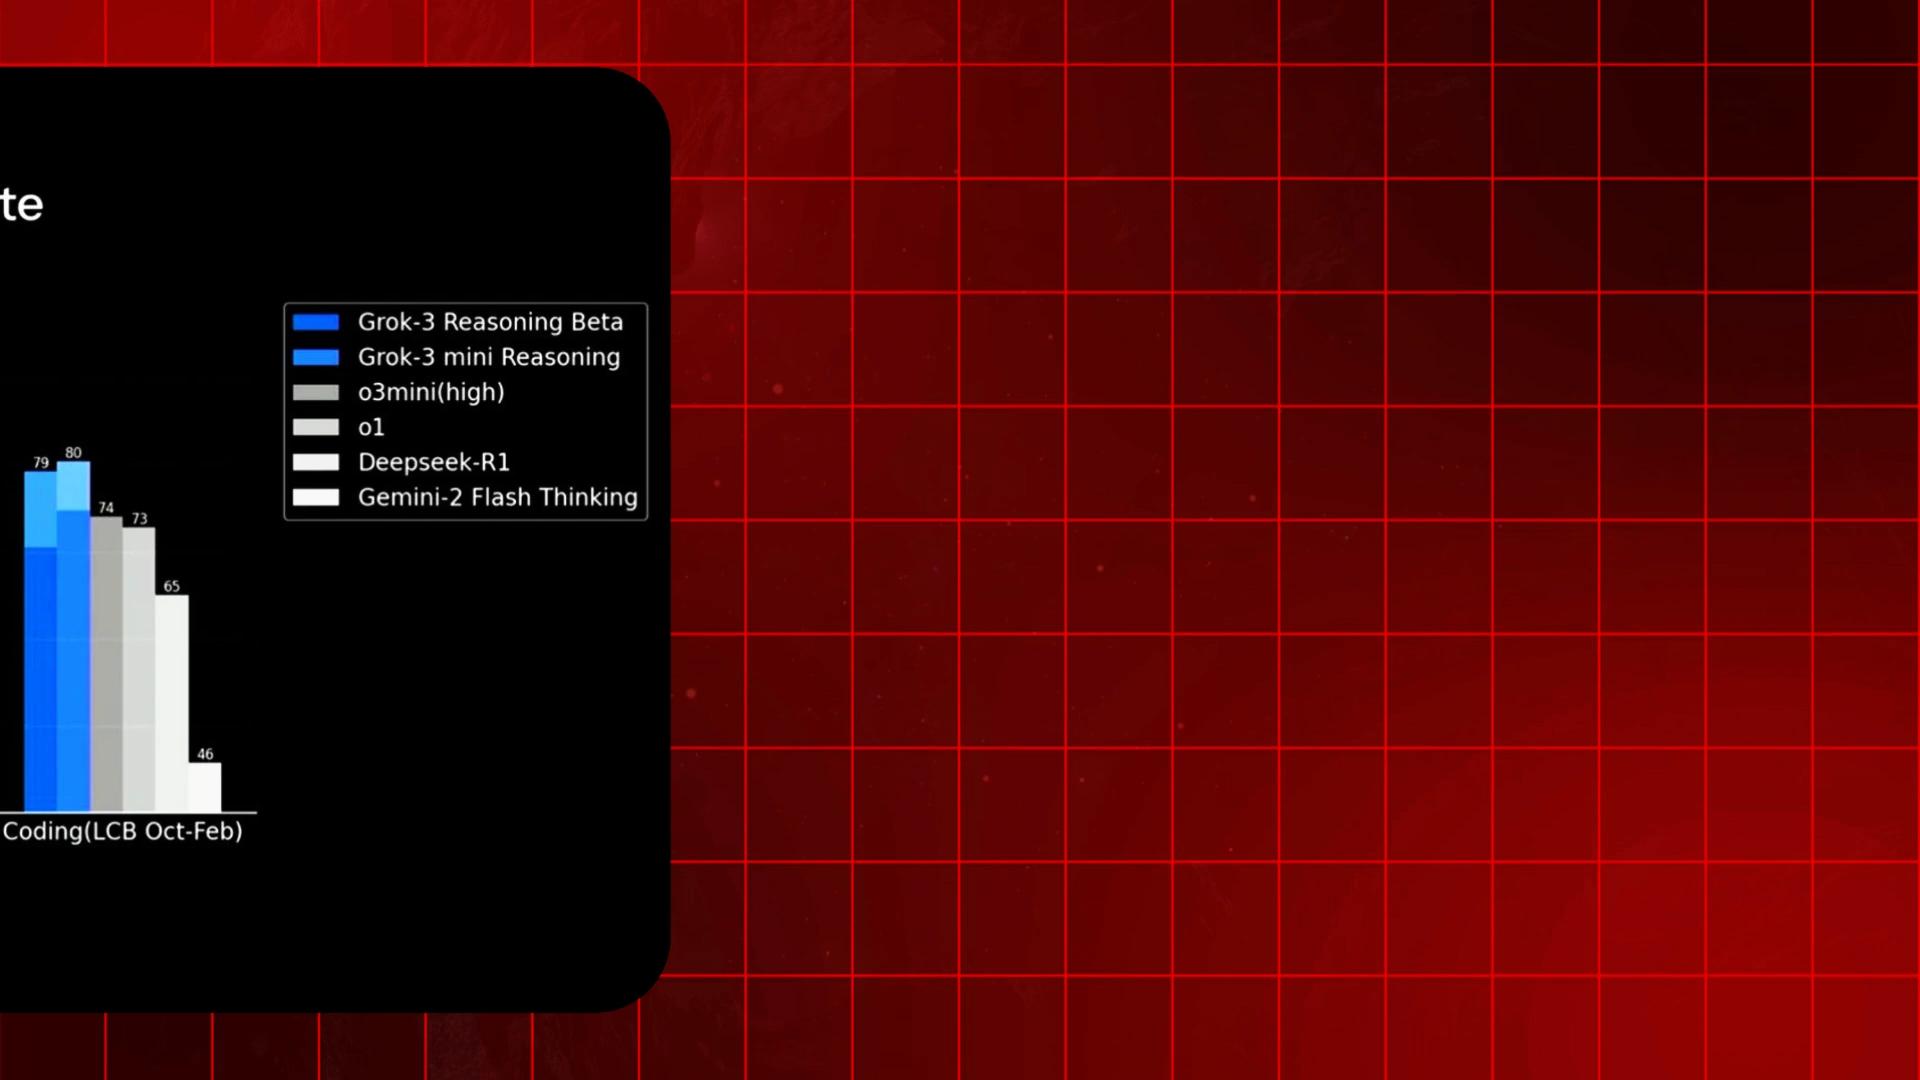 te
Grok-3 Reasoning Beta
Grok-3 mini Reasoning
o3mini(high)
o1
Deepseek-R1
Gemini-2 Flash Thinking
79
80
74
73
65
46
Coding(LCB Oct-Feb)